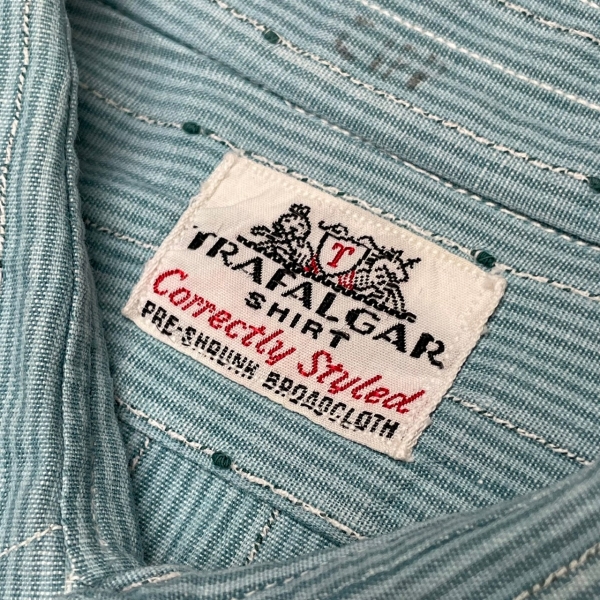 T
TRAFALGAR
SHIRT
Correctly Styled
PRE-SHRUNK BROADCLOTH